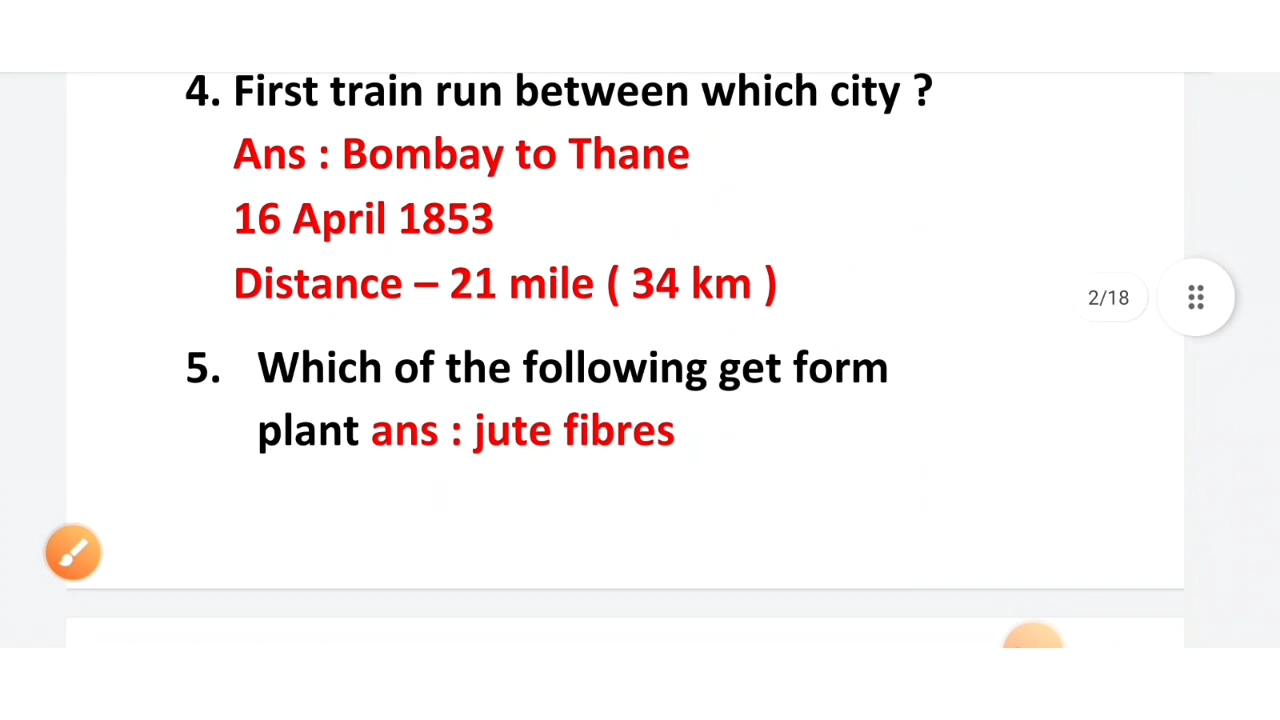 4. First train run between which city ?
Ans : Bombay to Thane
16 April 1853
Distance – 21 mile ( 34 km )
2/18
5. Which of the following get form
plant ans : jute fibres